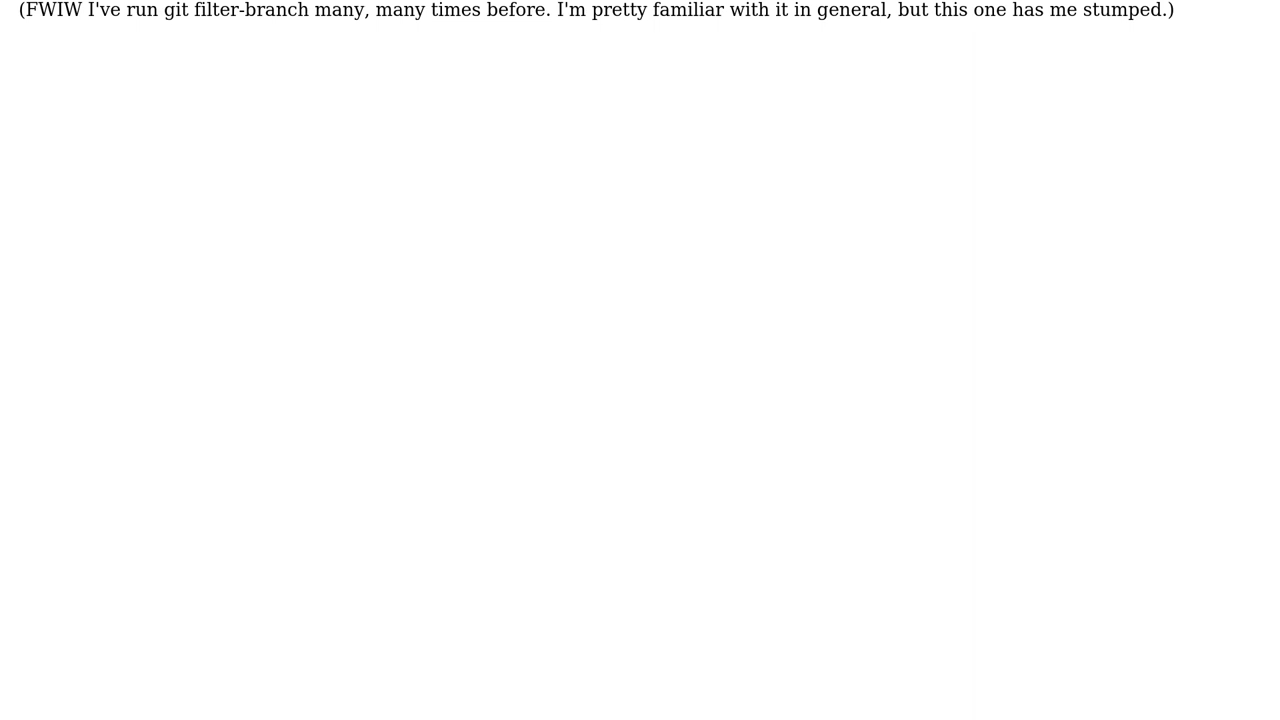 (FWIW I've run git filter-branch many, many times before. I'm pretty familiar with it in general, but this one has me stumped.)